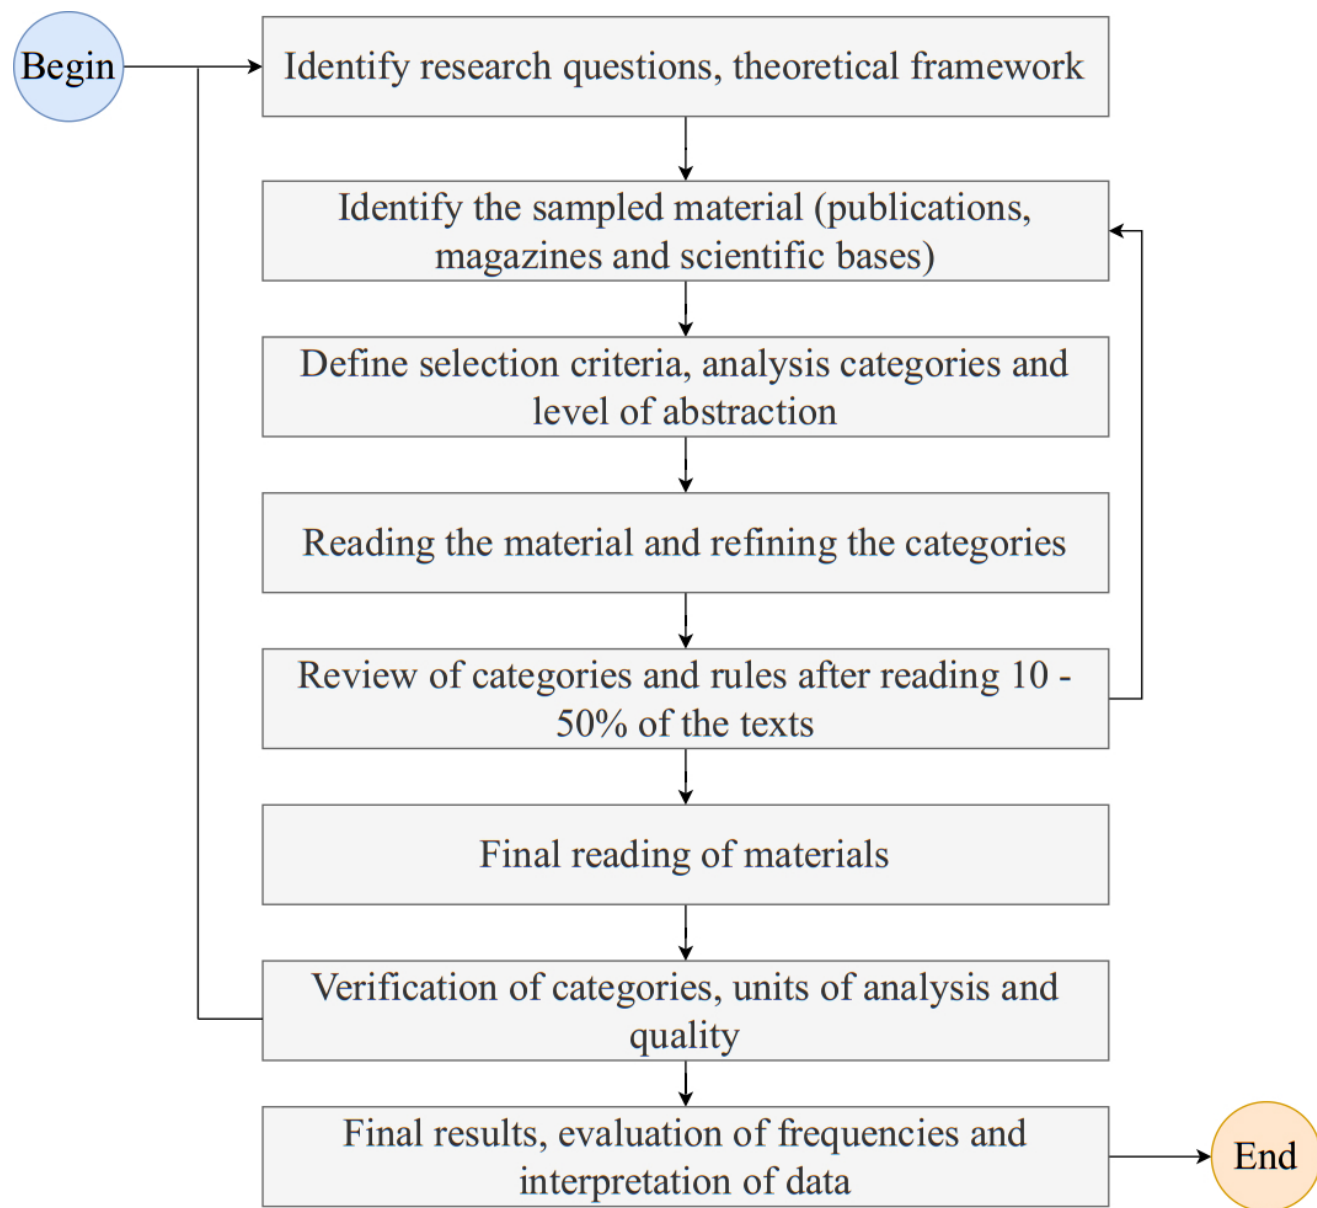 Begin
Identify research questions, theoretical framework
Identify the sampled material (publications,
magazines and scientific bases)
Define selection criteria, analysis categories and
level of abstraction
Reading the material and refining the categories
Review of categories and rules after reading 10 -
50% of the texts
Final reading of materials
Verification of categories, units of analysis and
quality
Final results, evaluation of frequencies and
interpretation of data
End